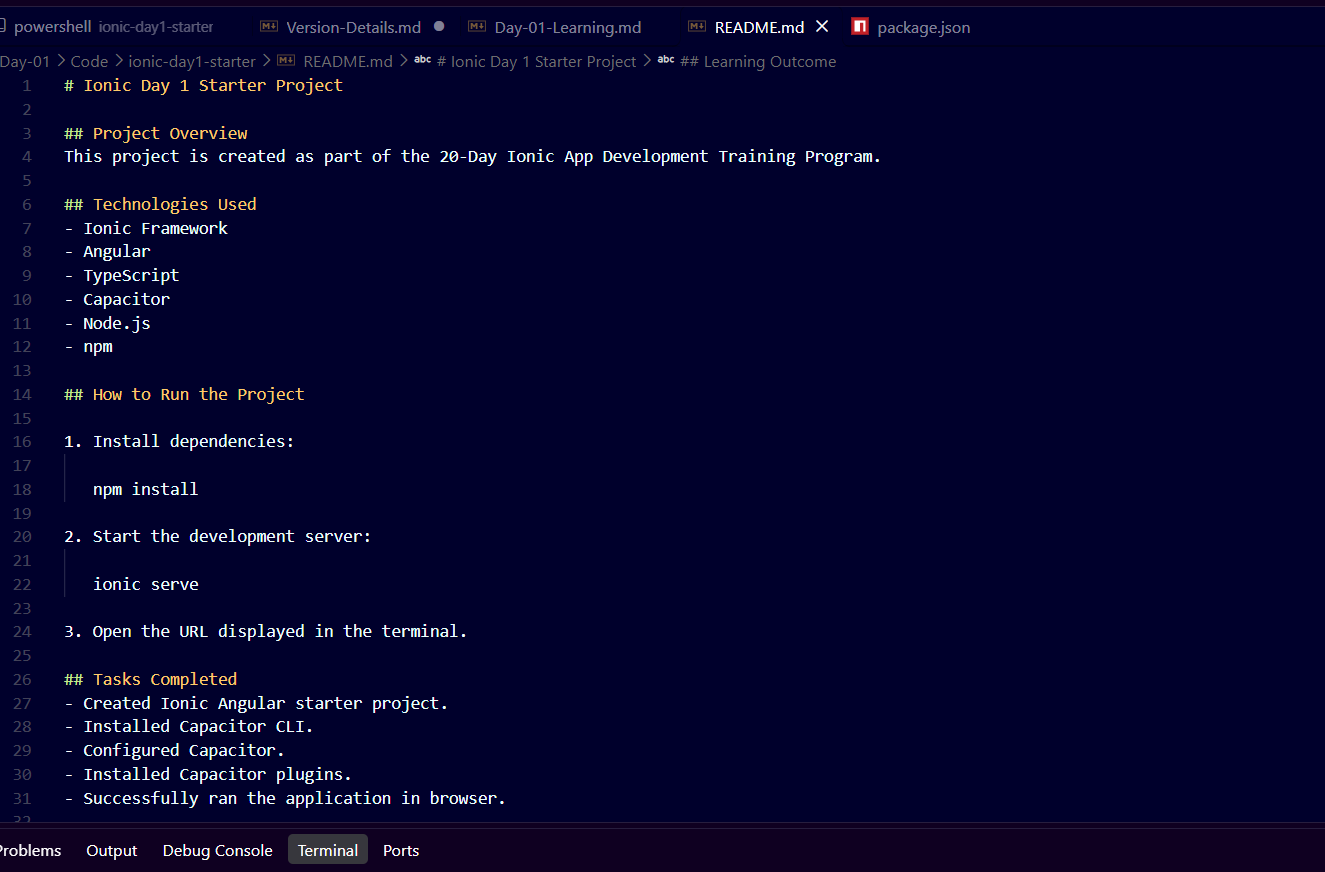 powershell ionic-day1-starter Version-Details.md Day-01-Learning.md README.md package.json
Day-01 > Code > ionic-day1-starter > README.md > abc # Ionic Day 1 Starter Project > abc ## Learning Outcome
1 # Ionic Day 1 Starter Project
2
3 ## Project Overview
4 This project is created as part of the 20-Day Ionic App Development Training Program.
5
6 ## Technologies Used
7 - Ionic Framework
8 - Angular
9 - TypeScript
10 - Capacitor
11 - Node.js
12 - npm
13
14 ## How to Run the Project
15
16 1. Install dependencies:
17
18 npm install
19
20 2. Start the development server:
21
22 ionic serve
23
24 3. Open the URL displayed in the terminal.
25
26 ## Tasks Completed
27 - Created Ionic Angular starter project.
28 - Installed Capacitor CLI.
29 - Configured Capacitor.
30 - Installed Capacitor plugins.
31 - Successfully ran the application in browser.
32
Problems Output Debug Console Terminal Ports